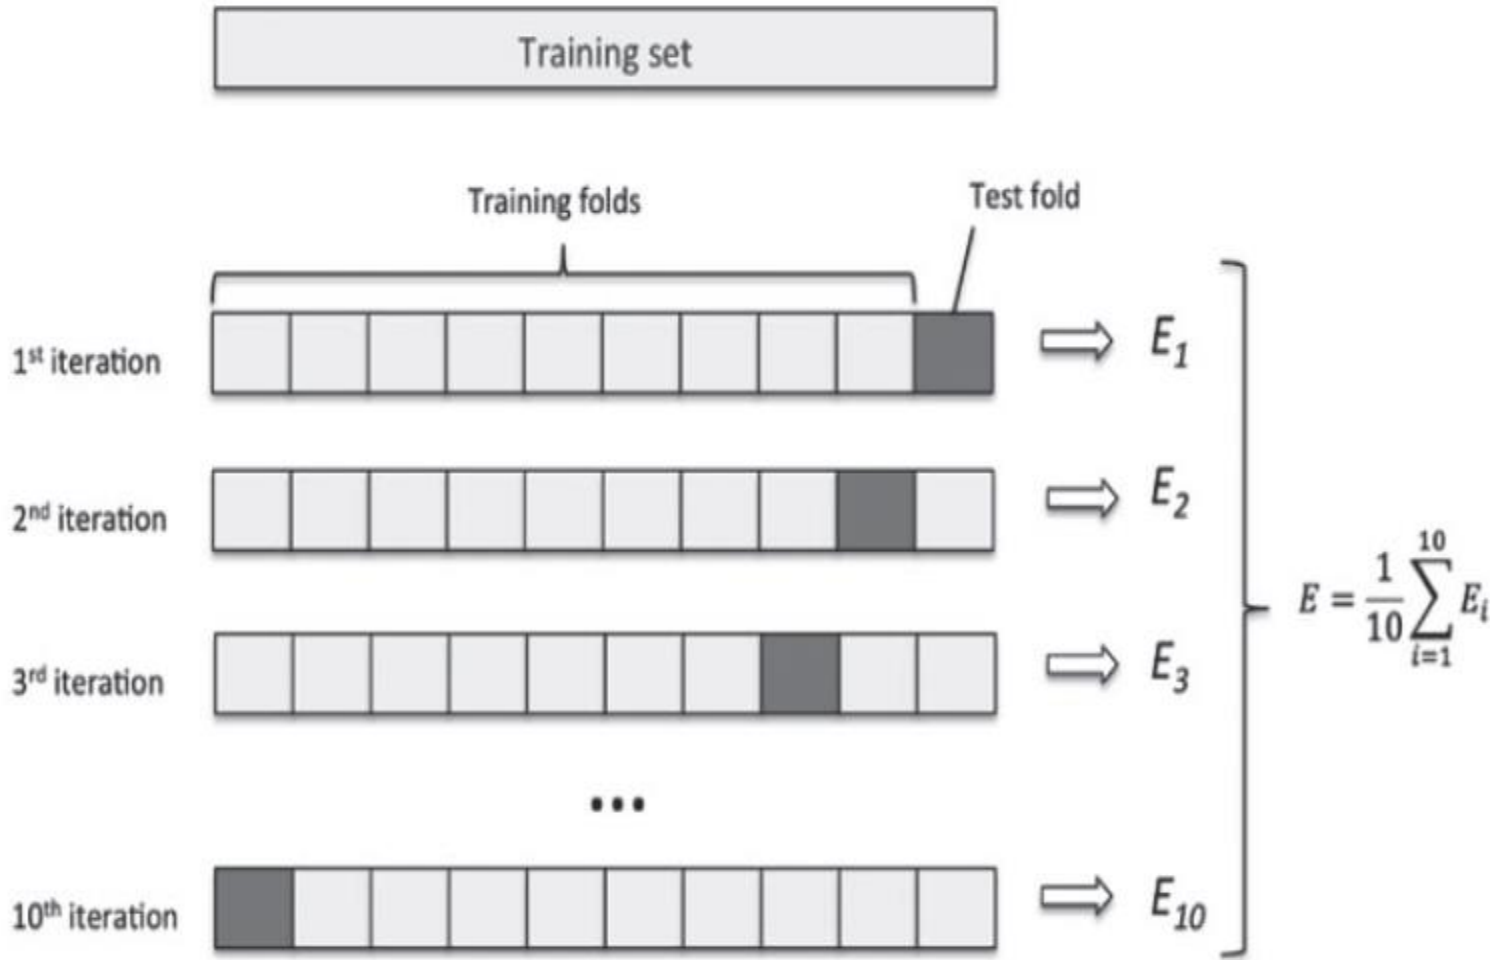 Training set
Training folds
Test fold
1st iteration
E1
2nd iteration
E2
E = 1/10 10∑i=1 Ei
3rd iteration
E3
...
10th iteration
E10